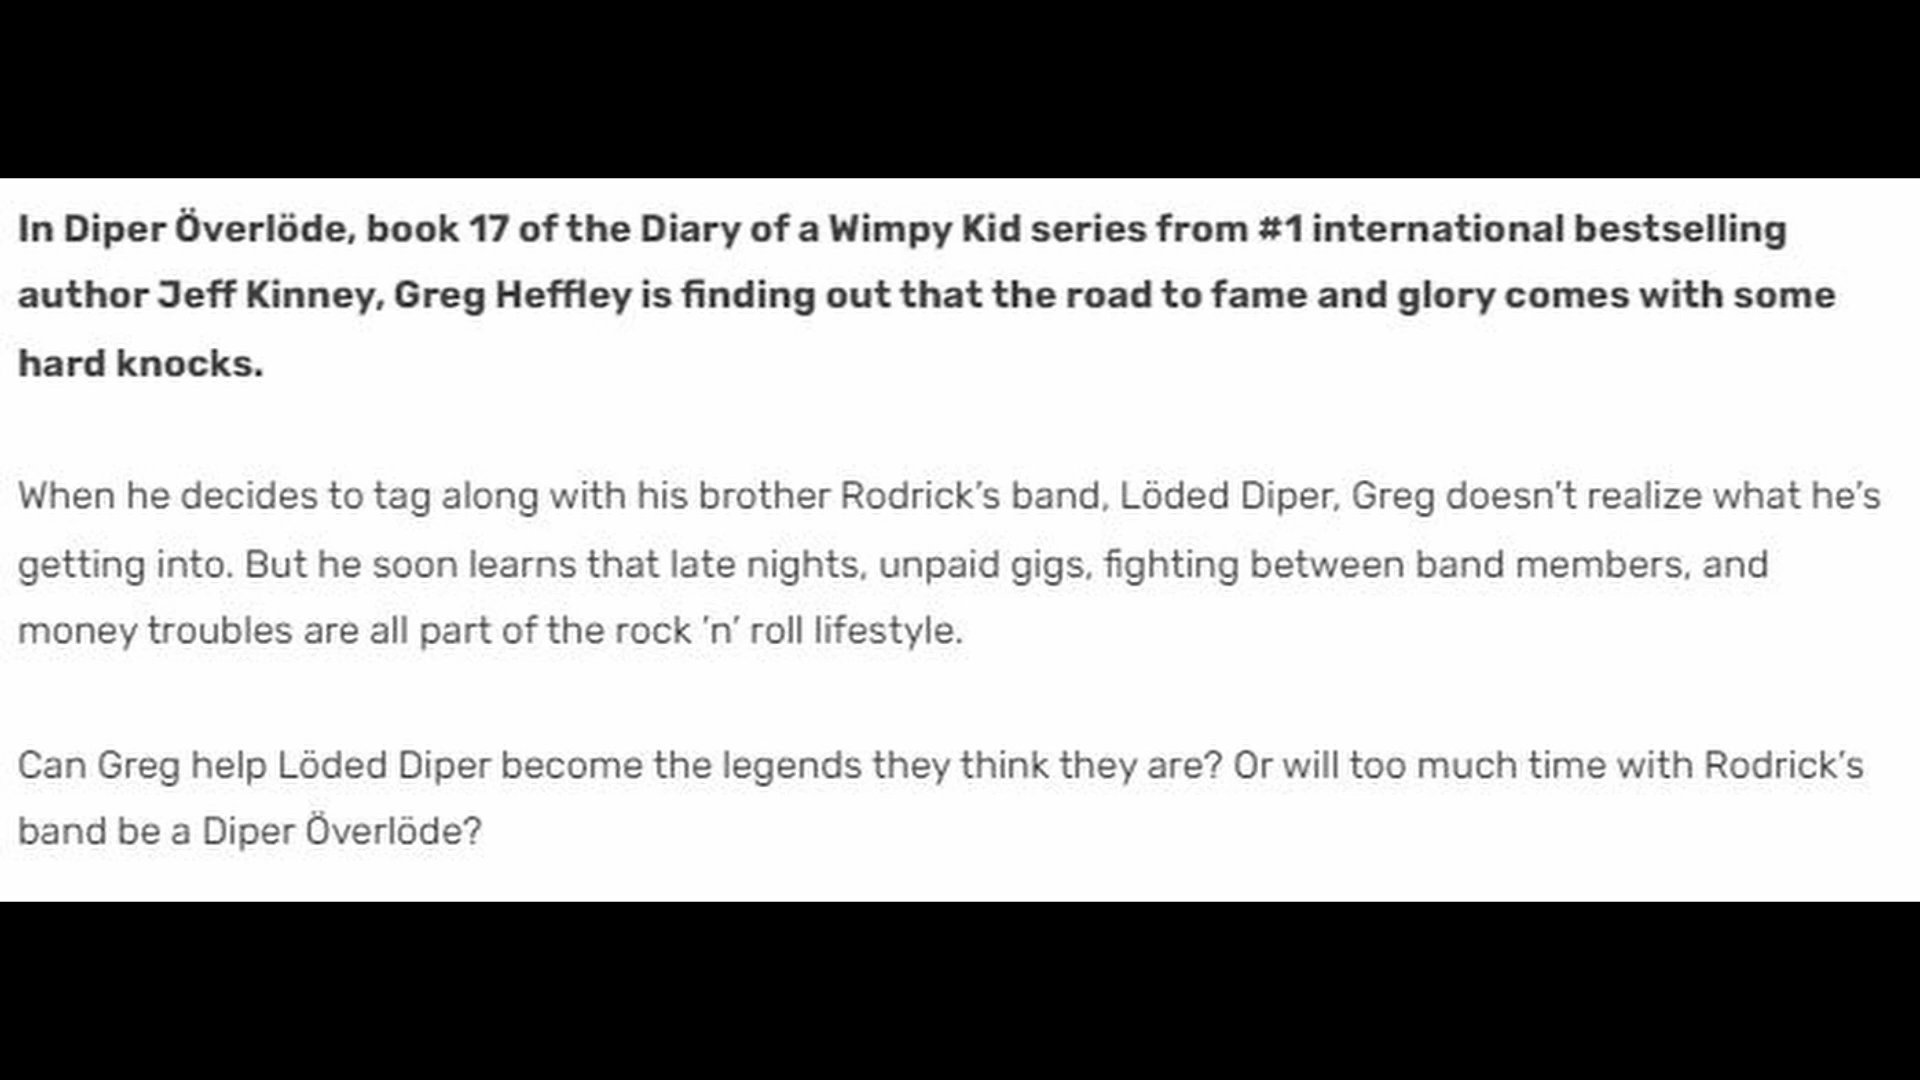 In Diper Överlöde, book 17 of the Diary of a Wimpy Kid series from #1 international bestselling
author Jeff Kinney, Greg Heffley is finding out that the road to fame and glory comes with some
hard knocks.
When he decides to tag along with his brother Rodrick’s band, Löded Diper, Greg doesn’t realize what he’s
getting into. But he soon learns that late nights, unpaid gigs, fighting between band members, and
money troubles are all part of the rock ’n’ roll lifestyle.
Can Greg help Löded Diper become the legends they think they are? Or will too much time with Rodrick’s
band be a Diper Överlöde?